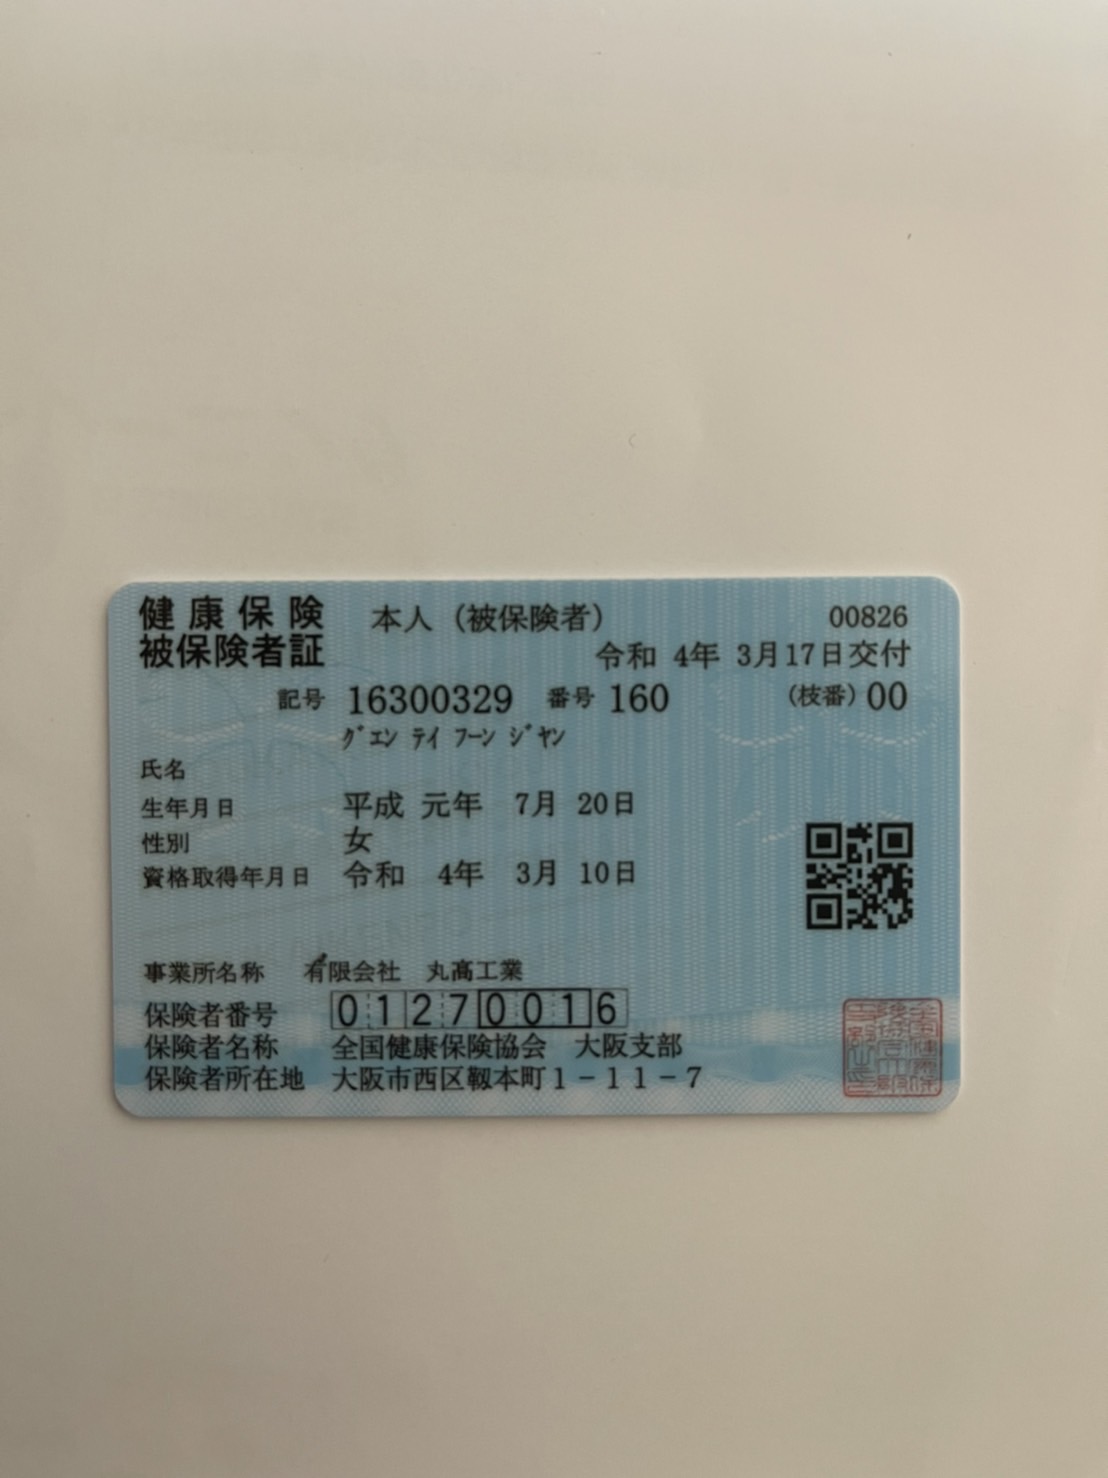 健康保険
被保険者証
本人（被保険者）
00826
令和 4年 3月17日交付
記号 16300329 番号 160 (枝番) 00
ｸﾞｴﾝ ﾃｲ ﾌｰﾝ ｼﾞﾔﾝ
氏名
生年月日 平成 元年 7月 20日
性別 女
資格取得年月日 令和 4年 3月 10日
事業所名称 有限会社 丸高工業
保険者番号 01270016
保険者名称 全国健康保険協会 大阪支部
保険者所在地 大阪市西区靱本町1-11-7